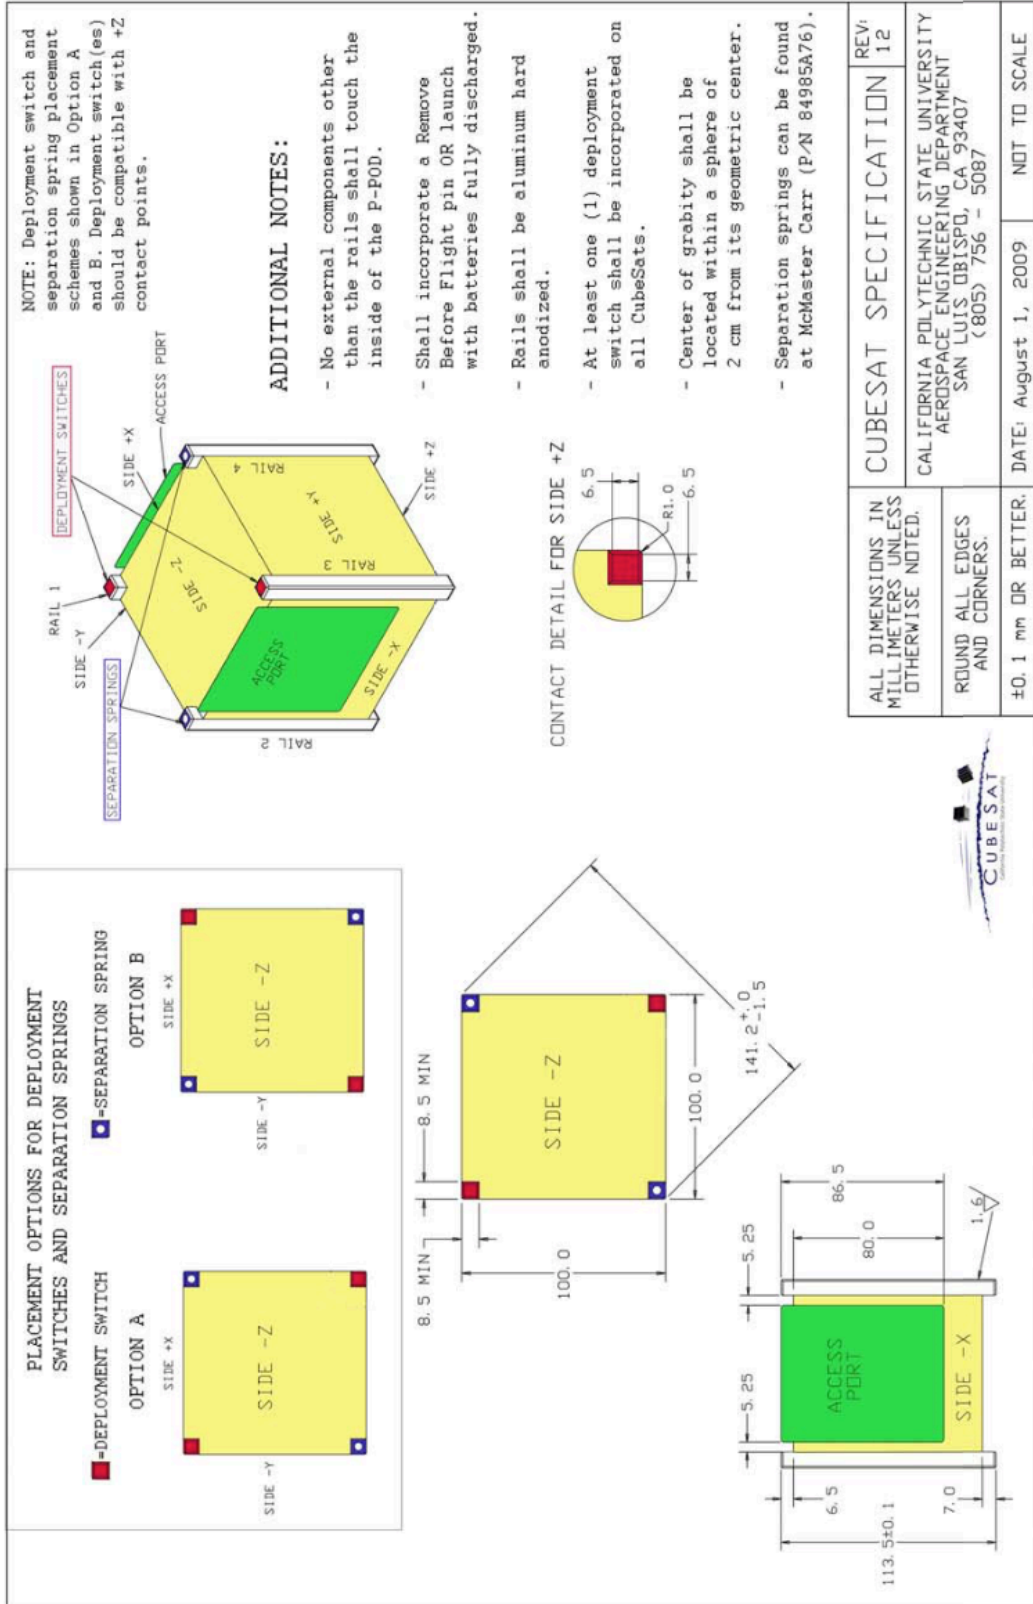 PLACEMENT OPTIONS FOR DEPLOYMENT
SWITCHES AND SEPARATION SPRINGS
=DEPLOYMENT SWITCH
=SEPARATION SPRING
OPTION A
OPTION B
SIDE +X
SIDE +X
SIDE -Y
SIDE -Z
SIDE -Y
SIDE -Z
SEPARATION SPRINGS
DEPLOYMENT SWITCHES
RAIL 1
SIDE -Y
SIDE +X
ACCESS PORT
SIDE -Z
RAIL 2
ACCESS
PORT
SIDE -X
RAIL 3
SIDE +Y
RAIL 4
SIDE +Z
NOTE: Deployment switch and
separation spring placement
schemes shown in Option A
and B. Deployment switch(es)
should be compatible with +Z
contact points.
ADDITIONAL NOTES:
- No external components other
than the rails shall touch the
inside of the P-POD.
- Shall incorporate a Remove
Before Flight pin OR launch
with batteries fully discharged.
- Rails shall be aluminum hard
anodized.
- At least one (1) deployment
switch shall be incorporated on
all CubeSats.
- Center of grabity shall be
located within a sphere of
2 cm from its geometric center.
- Separation springs can be found
at McMaster Carr (P/N 84985A76).
8.5 MIN
8.5 MIN
100.0
SIDE -Z
100.0
141.2 +.0
-1.5
CONTACT DETAIL FOR SIDE +Z
6.5
R1.0
6.5
5.25
5.25
6.5
113.5±0.1
7.0
ACCESS
PORT
SIDE -X
80.0
86.5
1.6
CUBESAT
ALL DIMENSIONS IN
MILLIMETERS UNLESS
OTHERWISE NOTED.
ROUND ALL EDGES
AND CORNERS.
±0.1 mm OR BETTER.
CUBESAT SPECIFICATION
REV:
12
CALIFORNIA POLYTECHNIC STATE UNIVERSITY
AEROSPACE ENGINEERING DEPARTMENT
SAN LUIS OBISPO, CA 93407
(805) 756 - 5087
DATE: August 1, 2009
NOT TO SCALE